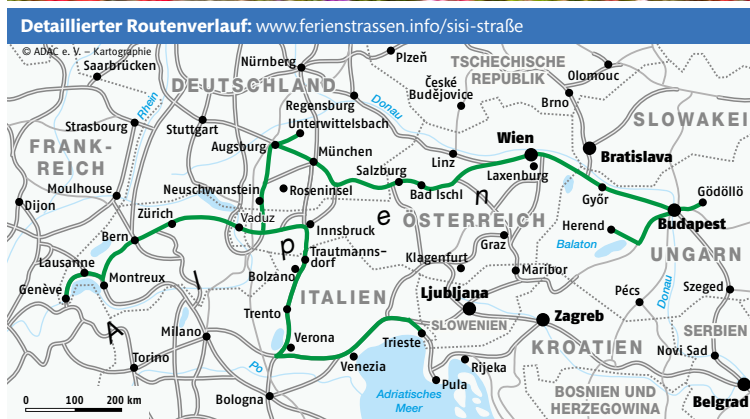 Detaillierter Routenverlauf: www.ferienstrassen.info/sisi-straße
© ADAC e. V. – Kartographie
Saarbrücken
Nürnberg
Plzeň
TSCHECHISCHE
REPUBLIK
Olomouc
DEUTSCHLAND
České
Budějovice
Brno
Rhein
Regensburg
Donau
Unterwittelsbach
SLOWAKEI
Strasbourg
Stuttgart
Augsburg
München
Linz
Wien
Bratislava
FRANK-
REICH
Salzburg
Laxenburg
Moulhouse
Neuschwanstein
Roseninsel
Bad Ischl
Győr
Gödöllő
Dijon
Zürich
Vaduz
Innsbruck
ÖSTERREICH
Herend
Budapest
Bern
Graz
Balaton
UNGARN
Trautmanns-
dorf
Lausanne
Montreux
Bolzano
Klagenfurt
Maribor
Genève
Alpen
ITALIEN
Ljubljana
Pécs
Donau
Szeged
Trento
SLOWENIEN
Zagreb
SERBIEN
Milano
Verona
Trieste
KROATIEN
Novi Sad
Torino
Po
Venezia
Rijeka
Pula
0 100 200 km
Bologna
Adriatisches
Meer
BOSNIEN UND
HERZEGOWINA
Belgrad